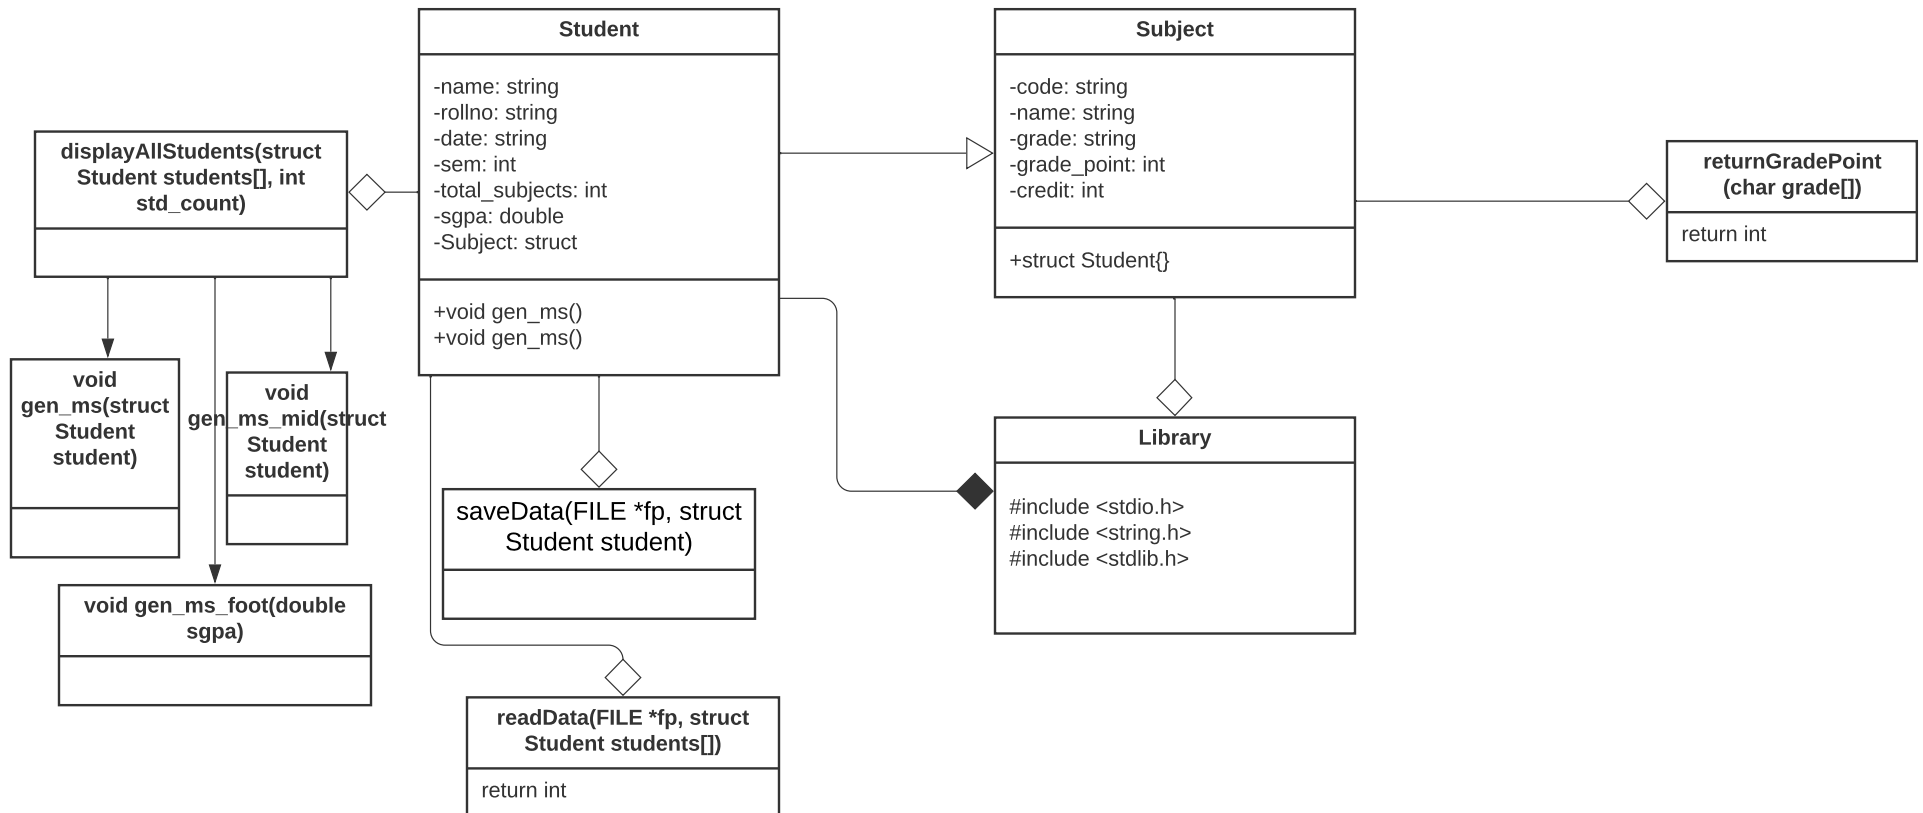 Student
-name: string
-rollno: string
-date: string
-sem: int
-total_subjects: int
-sgpa: double
-Subject: struct
+void gen_ms()
+void gen_ms()
Subject
-code: string
-name: string
-grade: string
-grade_point: int
-credit: int
+struct Student{}
returnGradePoint
(char grade[])
return int
displayAllStudents(struct
Student students[], int
std_count)
void
gen_ms(struct
Student
student)
void
gen_ms_mid(struct
Student
student)
void gen_ms_foot(double
sgpa)
saveData(FILE *fp, struct
Student student)
Library
#include <stdio.h>
#include <string.h>
#include <stdlib.h>
readData(FILE *fp, struct
Student students[])
return int